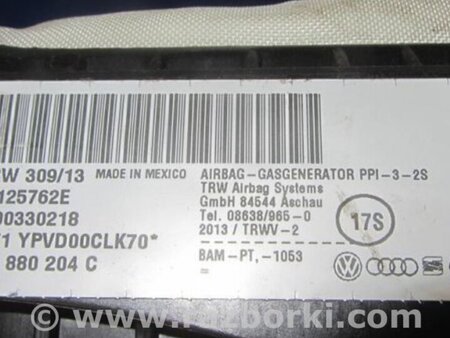 W 309/13 MADE IN MEXICO
125762E
00330218
1 YPVD00CLK70*
880 204 C
AIRBAG-GASGENERATOR PPI-3-2S
TRW Airbag Systems
GmbH 84544 Aschau
Tel. 08638/965-0
2013 / TRWV-2
17S
BAM-PT,-1053
www.razborki.com